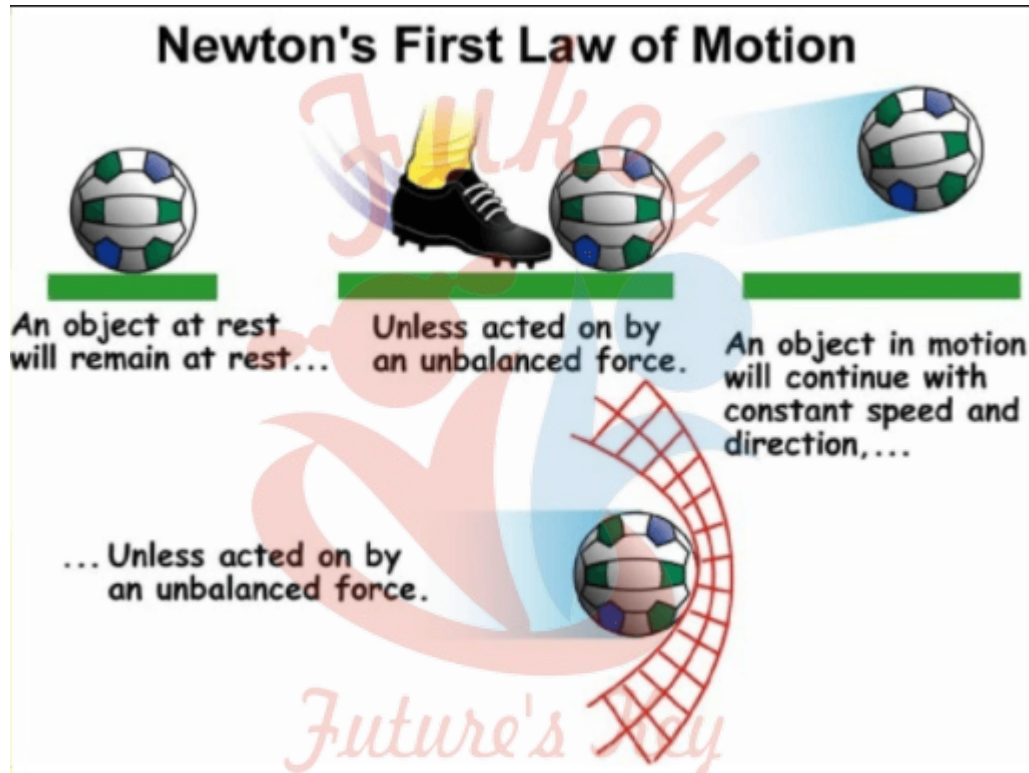 Newton's First Law of Motion
Fukey
An object at rest
will remain at rest...
Unless acted on by
an unbalanced force.
An object in motion
will continue with
constant speed and
direction,...
...Unless acted on by
an unbalanced force.
Future's Key